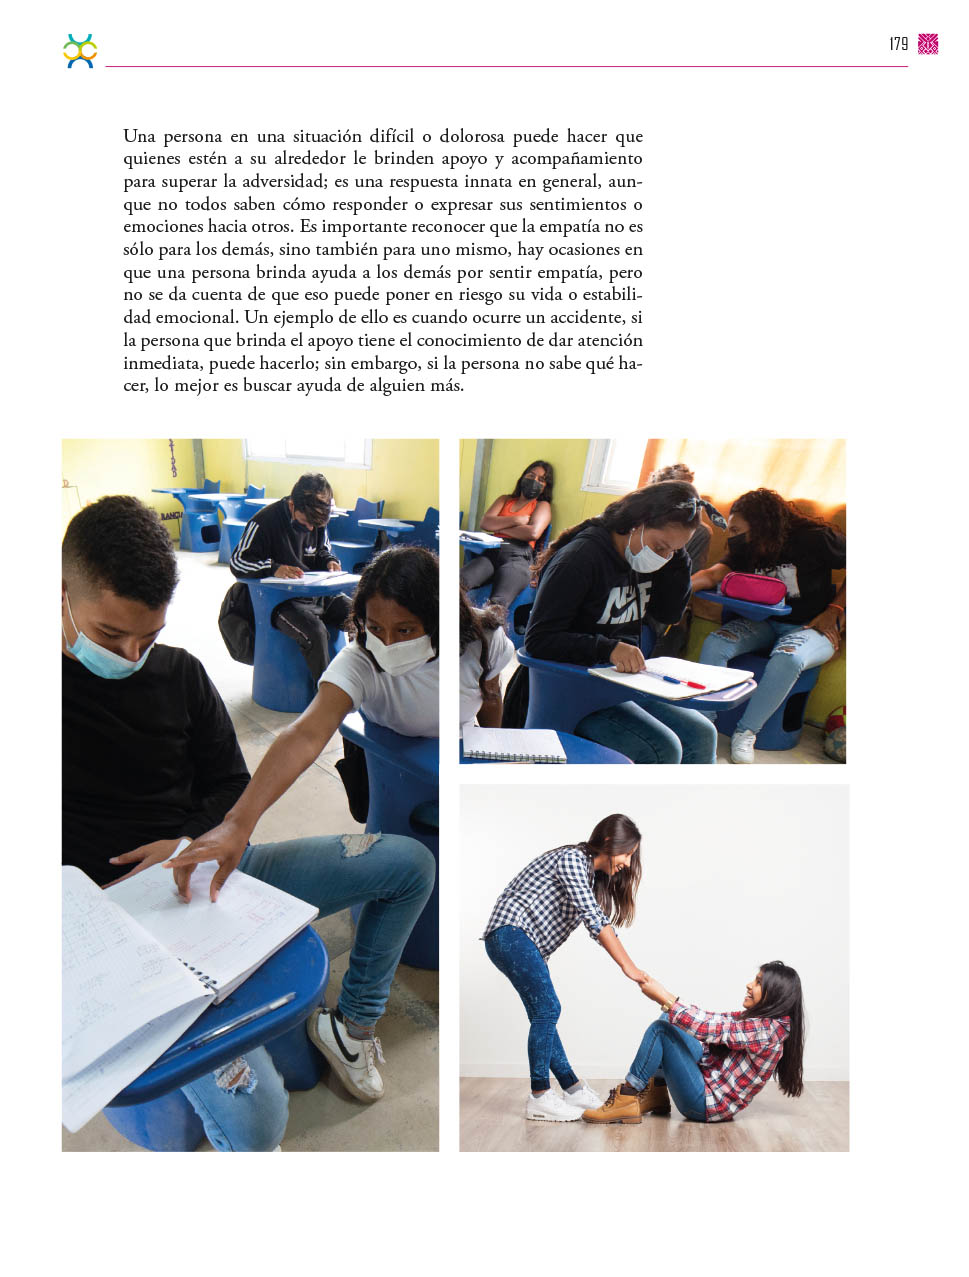 179
Una persona en una situación difícil o dolorosa puede hacer que
quienes estén a su alrededor le brinden apoyo y acompañamiento
para superar la adversidad; es una respuesta innata en general, aun-
que no todos saben cómo responder o expresar sus sentimientos o
emociones hacia otros. Es importante reconocer que la empatía no es
sólo para los demás, sino también para uno mismo, hay ocasiones en
que una persona brinda ayuda a los demás por sentir empatía, pero
no se da cuenta de que eso puede poner en riesgo su vida o estabili-
dad emocional. Un ejemplo de ello es cuando ocurre un accidente, si
la persona que brinda el apoyo tiene el conocimiento de dar atención
inmediata, puede hacerlo; sin embargo, si la persona no sabe qué ha-
cer, lo mejor es buscar ayuda de alguien más.